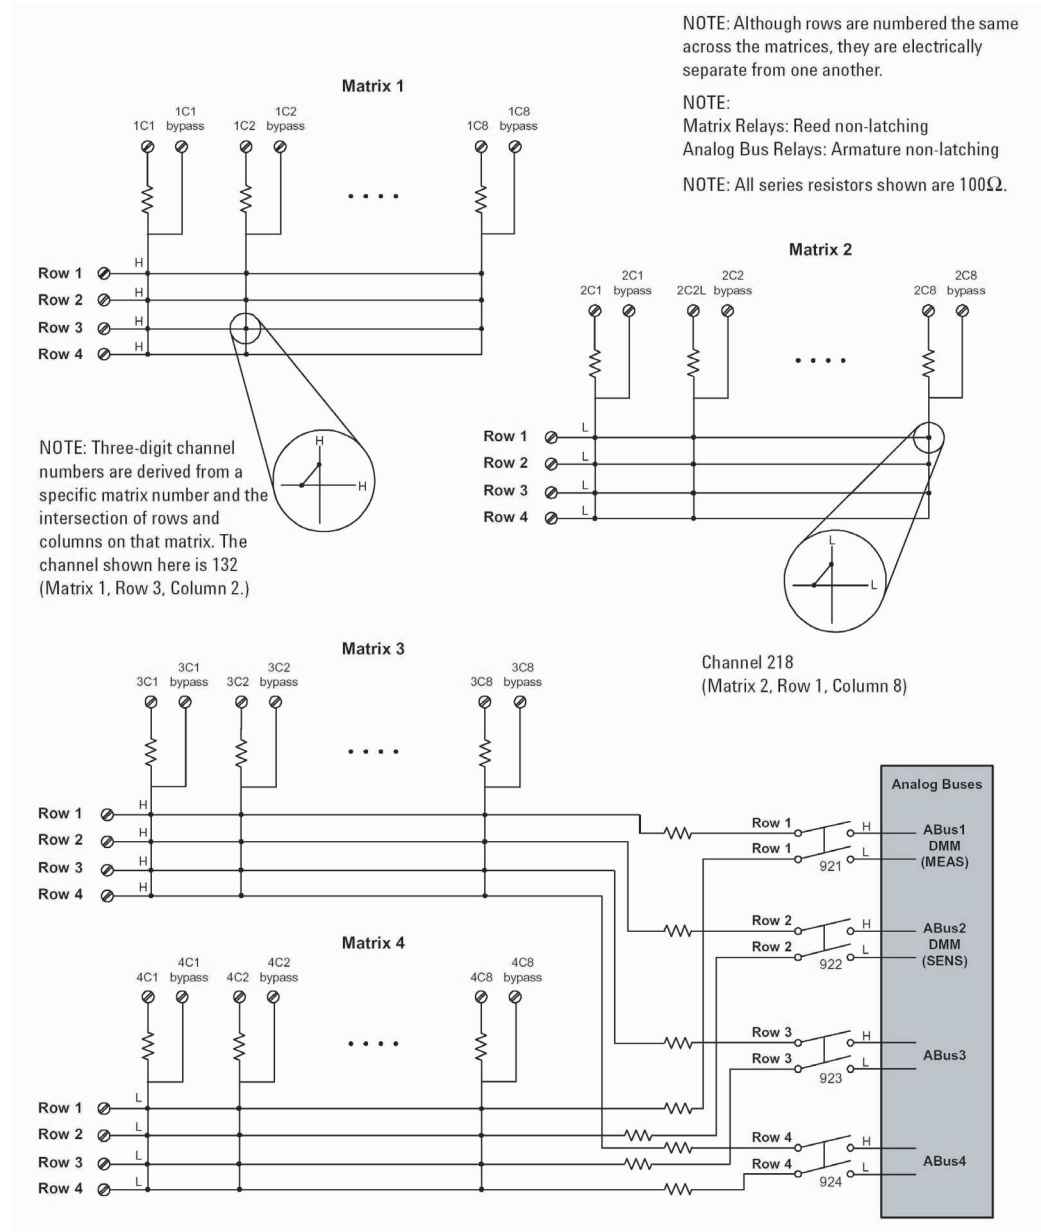 NOTE: Although rows are numbered the same
across the matrices, they are electrically
separate from one another.
NOTE:
Matrix Relays: Reed non-latching
Analog Bus Relays: Armature non-latching
NOTE: All series resistors shown are 100Ω.
Matrix 1
1C1
1C1
bypass
1C2
1C2
bypass
1C8
1C8
bypass
Row 1 H
Row 2 H
Row 3 H
Row 4 H
H
H
NOTE: Three-digit channel
numbers are derived from a
specific matrix number and the
intersection of rows and
columns on that matrix. The
channel shown here is 132
(Matrix 1, Row 3, Column 2.)
Matrix 2
2C1
2C1
bypass
2C2L
2C2
bypass
2C8
2C8
bypass
Row 1 L
Row 2
Row 3 L
Row 4 L
L
L
Channel 218
(Matrix 2, Row 1, Column 8)
Matrix 3
3C1
3C1
bypass
3C2
3C2
bypass
3C8
3C8
bypass
Row 1 H
Row 2 H
Row 3 H
Row 4 H
Matrix 4
4C1
4C1
bypass
4C2
4C2
bypass
4C8
4C8
bypass
Row 1 L
Row 2 L
Row 3 L
Row 4 L
Analog Buses
Row 1 H
Row 1 L
921
ABus1
DMM
(MEAS)
Row 2 H
Row 2 L
922
ABus2
DMM
(SENS)
Row 3 H
Row 3 L
923
ABus3
Row 4 H
Row 4 L
924
ABus4